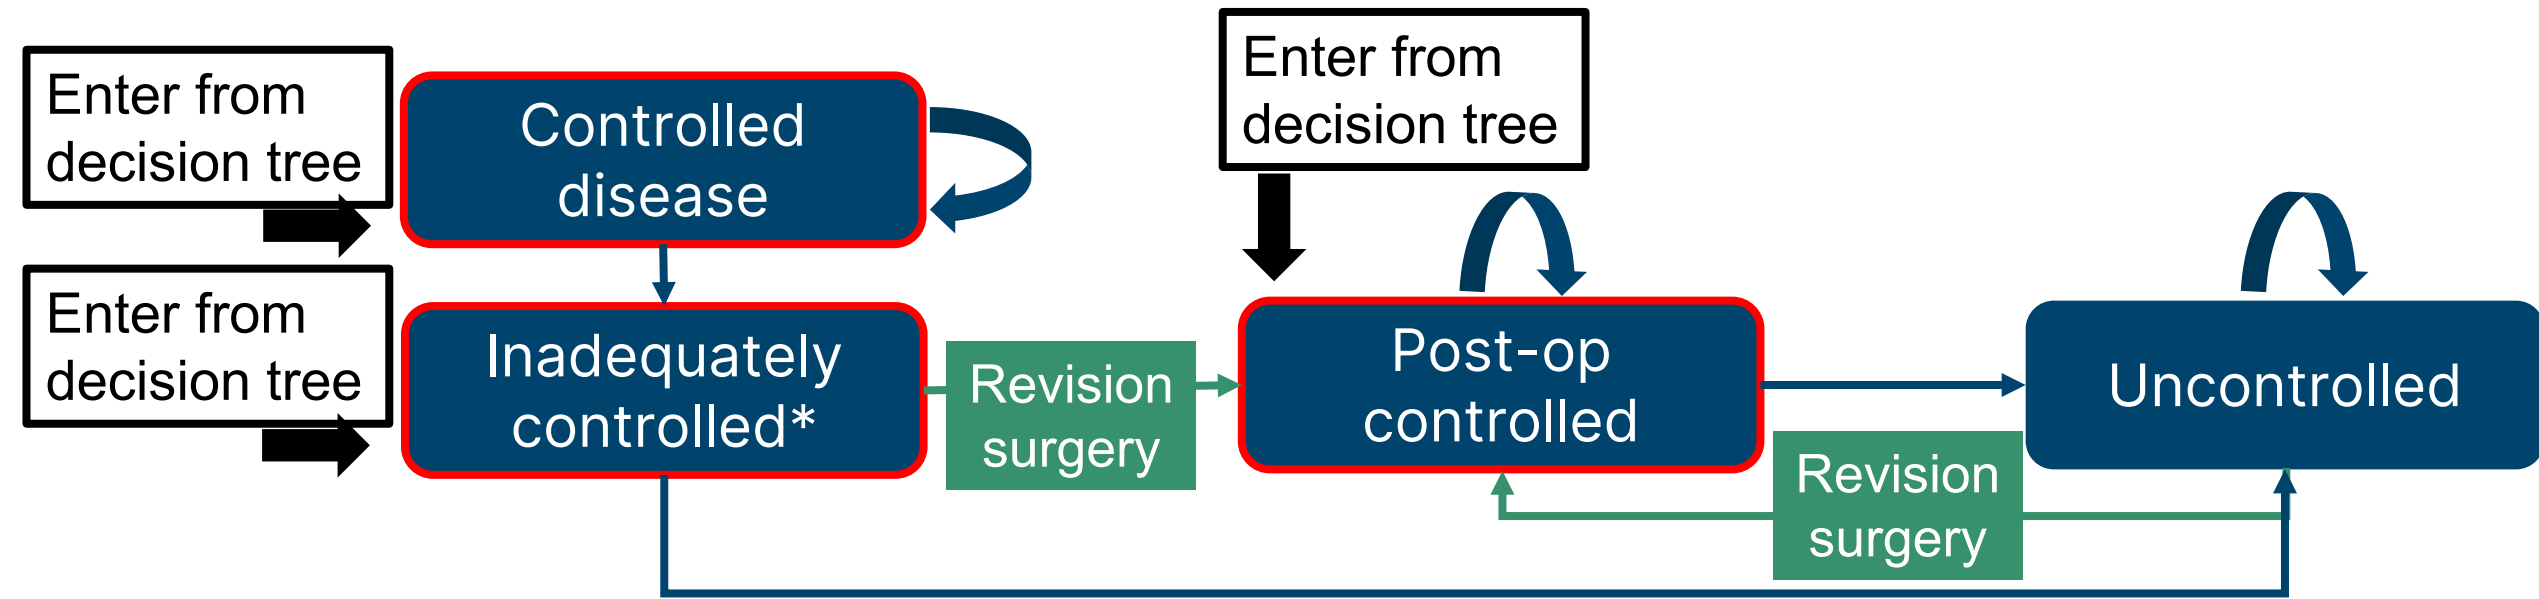 Enter from
decision tree
Controlled
disease
Enter from
decision tree
Enter from
decision tree
Inadequately
controlled*
Revision
surgery
Post-op
controlled
Uncontrolled
Revision
surgery